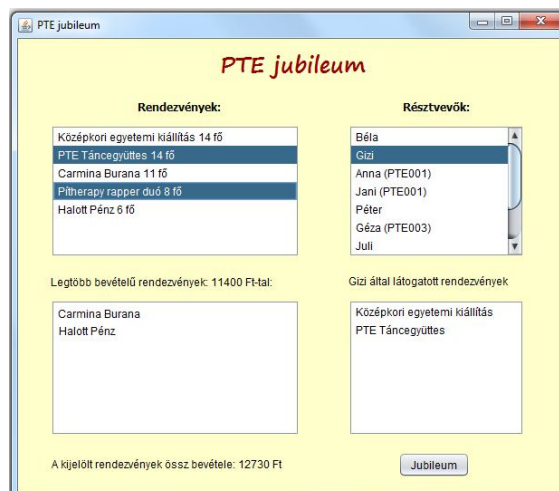 PTE jubileum
PTE jubileum
Rendezvények:
Középkori egyetemi kiállítás 14 fő
PTE Táncegyüttes 14 fő
Carmina Burana 11 fő
Pítherapy rapper duó 8 fő
Halott Pénz 6 fő
Résztvevők:
Béla
Gizi
Anna (PTE001)
Jani (PTE001)
Péter
Géza (PTE003)
Juli
Legtöbb bevételű rendezvények: 11400 Ft-tal:
Carmina Burana
Halott Pénz
Gizi által látogatott rendezvények
Középkori egyetemi kiállítás
PTE Táncegyüttes
A kijelölt rendezvények össz bevétele: 12730 Ft
Jubileum